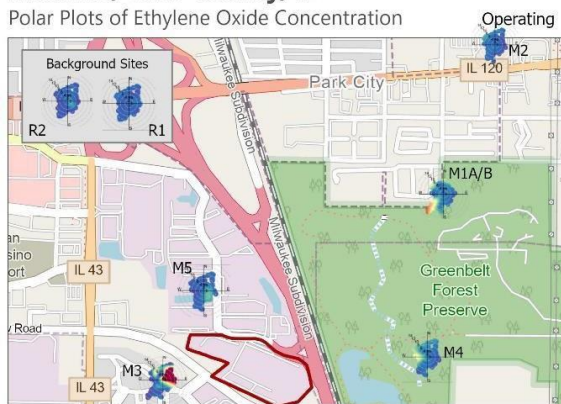 Polar Plots of Ethylene Oxide Concentration
Operating
Background Sites
R2
R1
M2
IL 120
Park City
Milwaukee Subdivision
M1A/B
M5
IL 43
Milwaukee Subdivision
Greenbelt
Forest
Preserve
Road
M3
IL 43
M4